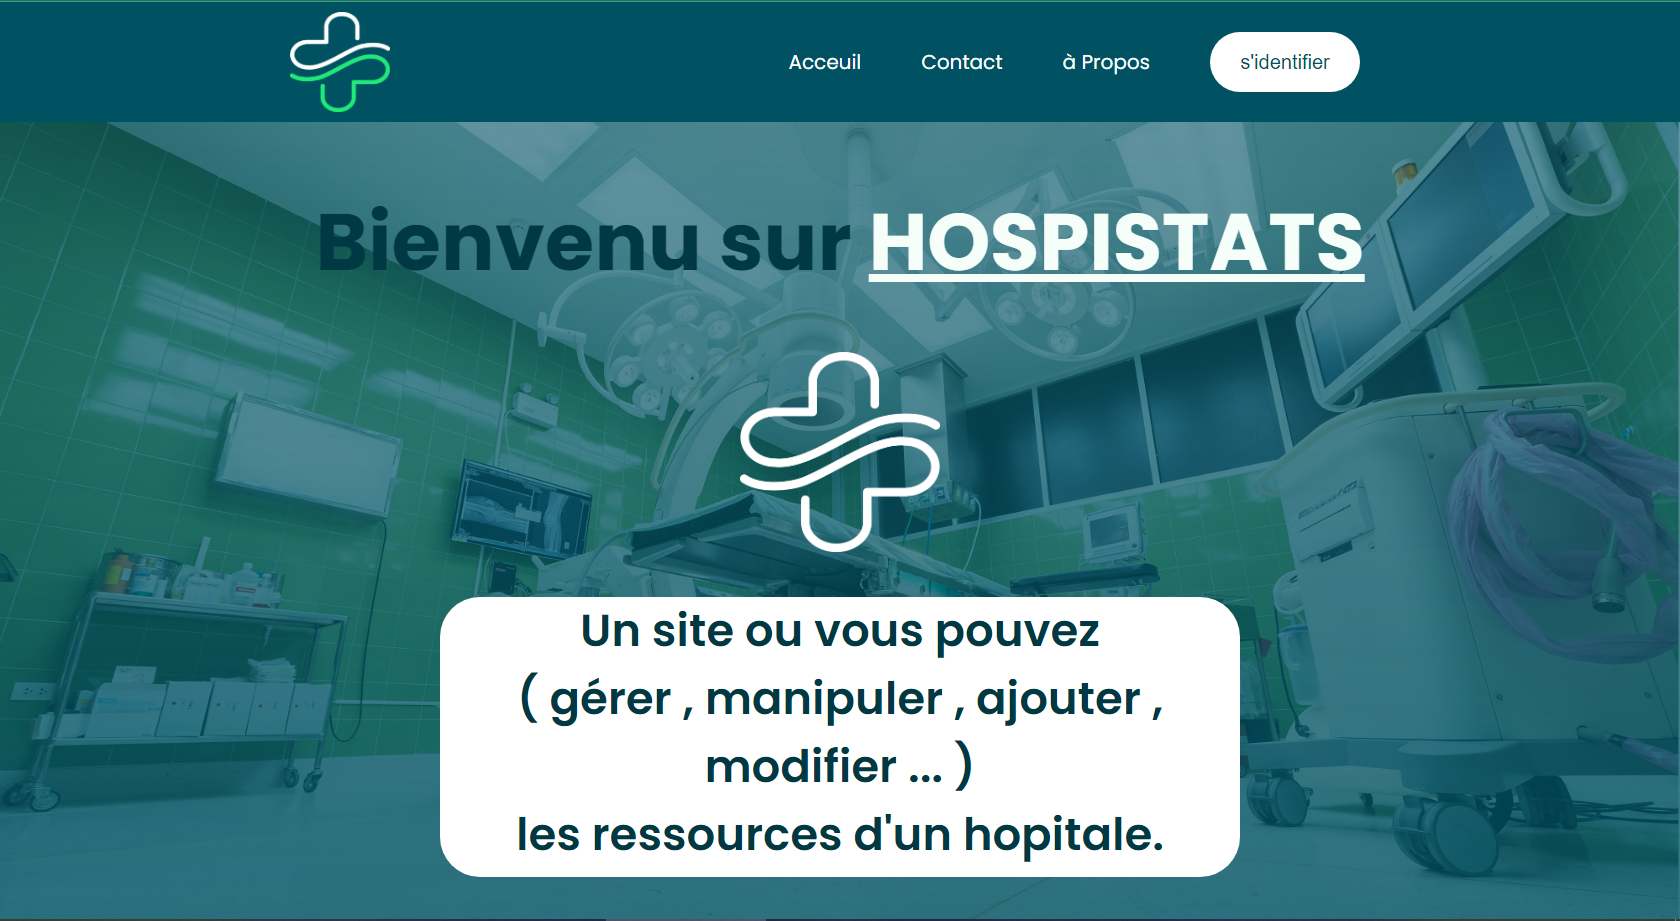 Acceuil Contact à Propos s'identifier
Bienvenu sur HOSPISTATS
Un site ou vous pouvez
( gérer , manipuler , ajouter ,
modifier ... )
les ressources d'un hopitale.